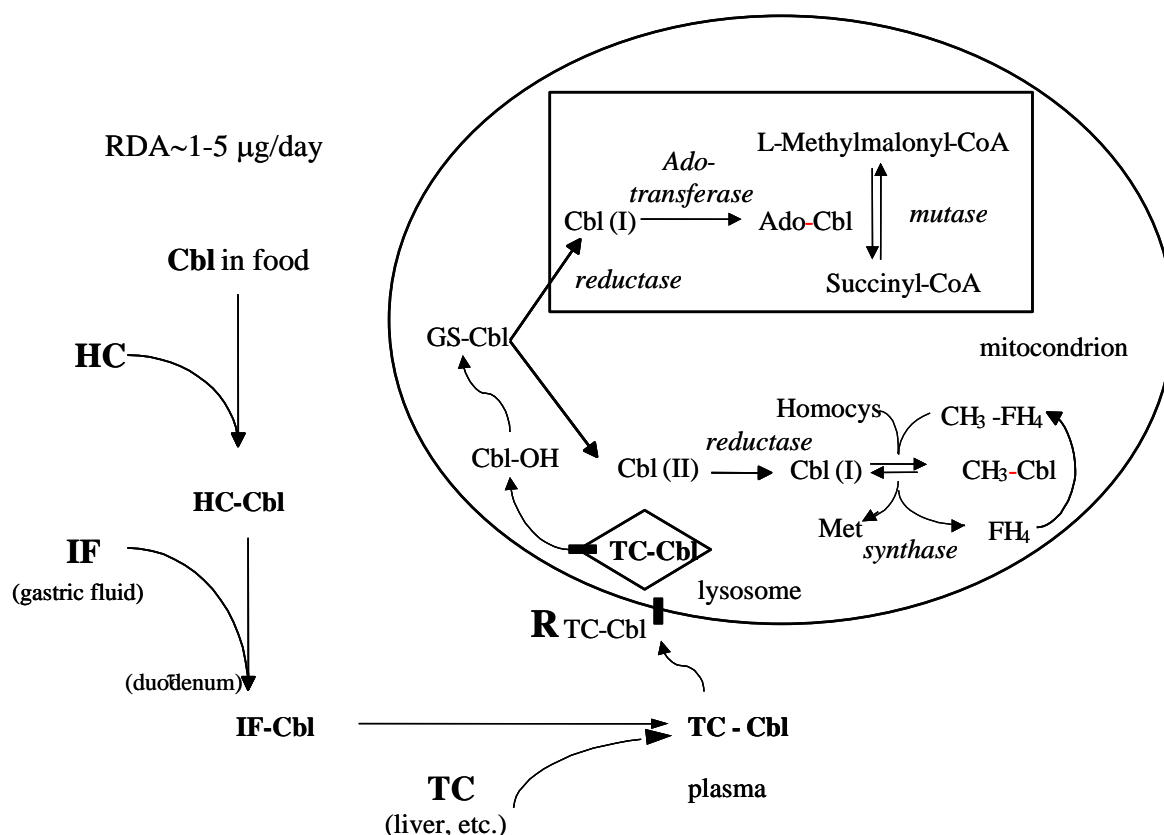 RDA~1-5 μg/day
Cbl in food
HC
HC-Cbl
IF
(gastric fluid)
(duodenum)
IF-Cbl
TC
(liver, etc.)
TC - Cbl
plasma
R TC-Cbl
TC-Cbl
lysosome
Cbl-OH
GS-Cbl
reductase
Cbl (I)
Ado-
transferase
Ado-Cbl
L-Methylmalonyl-CoA
mutase
Succinyl-CoA
mitocondrion
Cbl (II)
reductase
Cbl (I)
Homocys
CH3 -FH4
CH3-Cbl
Met
synthase
FH4